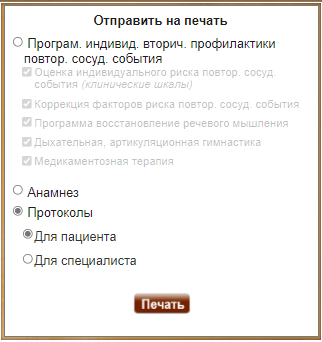 Отправить на печать
Програм. индивид. вторич. профилактики
повтор. сосуд. события
Оценка индивидуального риска повтор. сосуд.
события (клинические шкалы)
Коррекция факторов риска повтор. сосуд. события
Программа восстановление речевого мышления
Дыхательная, артикуляционная гимнастика
Медикаментозная терапия
Анамнез
Протоколы
Для пациента
Для специалиста
Печать